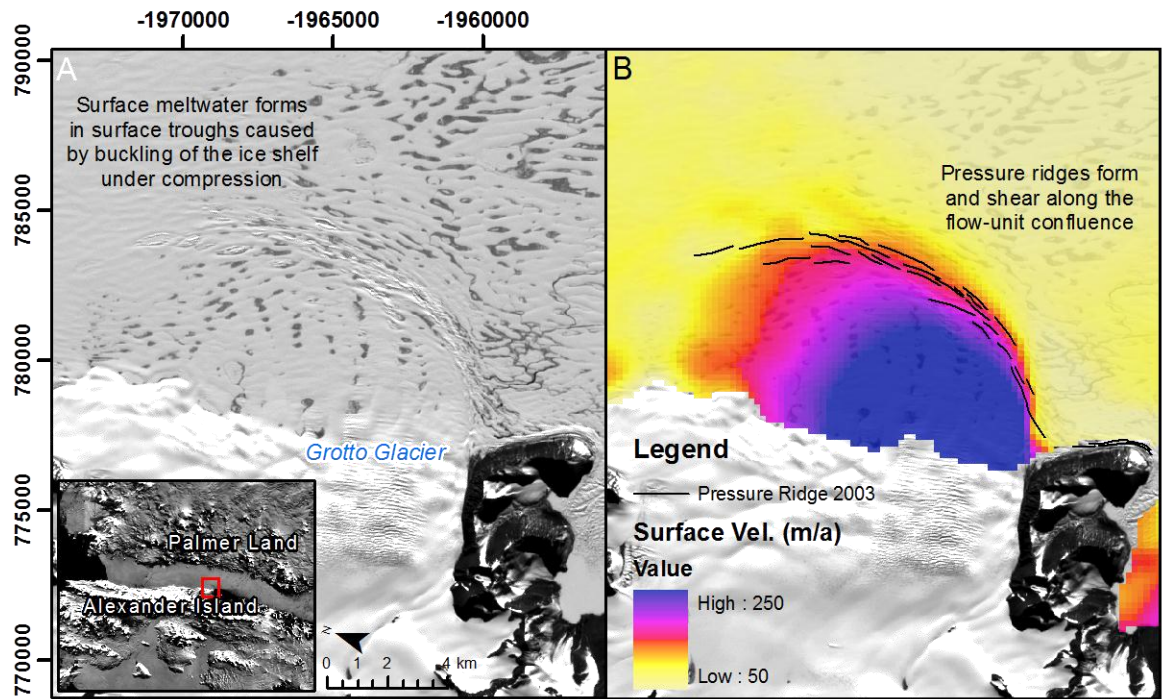 -1970000
-1965000
-1960000
790000
785000
780000
775000
770000
A
Surface meltwater forms
in surface troughs caused
by buckling of the ice shelf
under compression
Grotto Glacier
Palmer Land
Alexander Island
N
0 1 2 4 km
B
Pressure ridges form
and shear along the
flow-unit confluence
Legend
Pressure Ridge 2003
Surface Vel. (m/a)
Value
High : 250
Low : 50